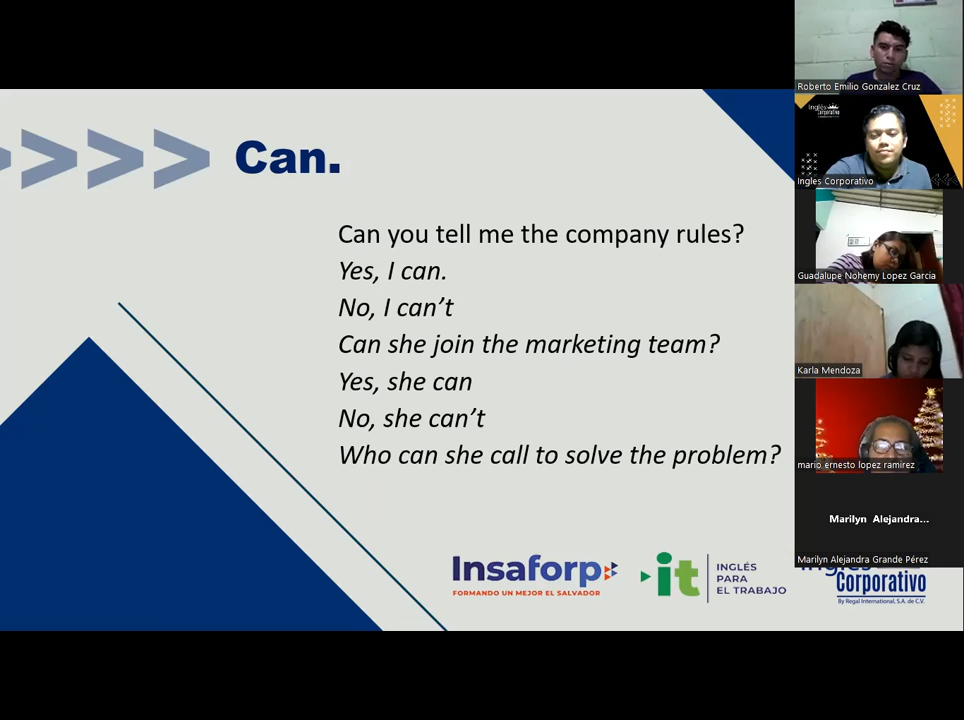 Can.
Can you tell me the company rules?
Yes, I can.
No, I can’t
Can she join the marketing team?
Yes, she can
No, she can’t
Who can she call to solve the problem?
Insaforp
FORMANDO UN MEJOR EL SALVADOR
it
INGLÉS
PARA
EL TRABAJO
Corporativo
By Regal International, S.A. de C.V.
Roberto Emilio Gonzalez Cruz
Inglés
Corporativo
Ingles Corporativo
Guadalupe Nohemy Lopez Garcia
Karla Mendoza
mario ernesto lopez ramirez
Marilyn Alejandra...
Marilyn Alejandra Grande Pérez